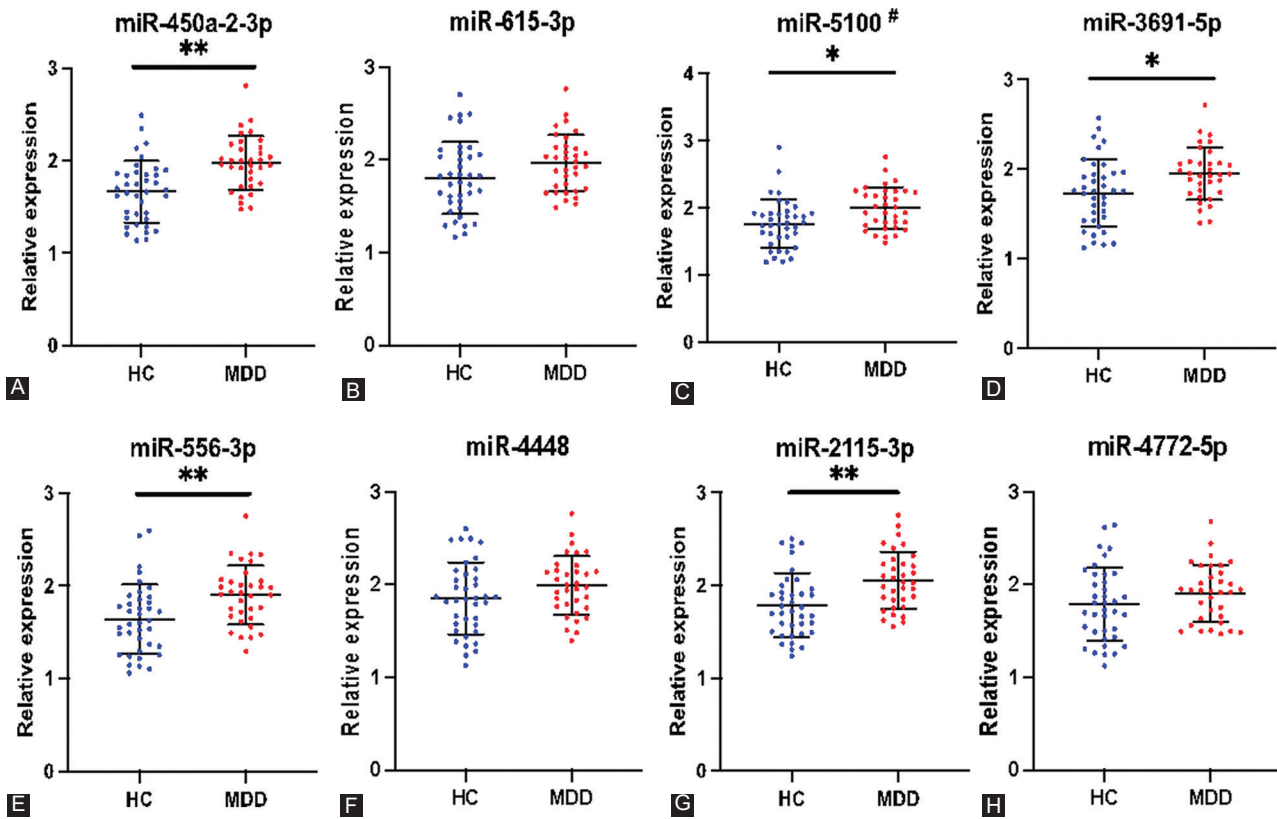 miR-450a-2-3p
**
Relative expression
3
2
1
0
HC MDD
A
miR-615-3p
Relative expression
3
2
1
0
HC MDD
B
miR-5100 #
*
Relative expression
4
3
2
1
0
HC MDD
C
miR-3691-5p
*
Relative expression
3
2
1
0
HC MDD
D
miR-556-3p
**
Relative expression
3
2
1
0
HC MDD
E
miR-4448
Relative expression
3
2
1
0
HC MDD
F
miR-2115-3p
**
Relative expression
3
2
1
0
HC MDD
G
miR-4772-5p
Relative expression
3
2
1
0
HC MDD
H